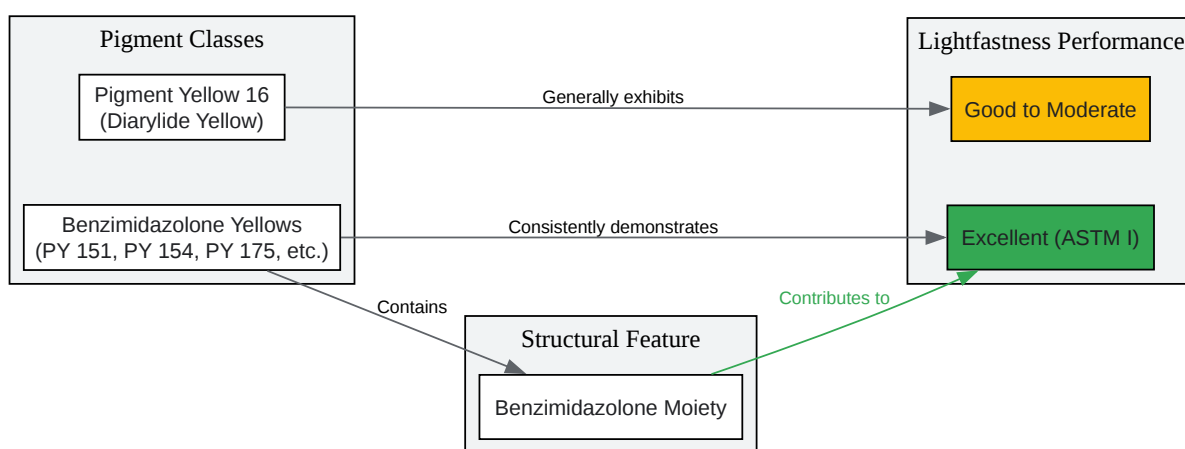 Pigment Classes
Lightfastness Performance
Pigment Yellow 16
(Diarylide Yellow)
Generally exhibits
Good to Moderate
Benzimidazolone Yellows
(PY 151, PY 154, PY 175, etc.)
Consistently demonstrates
Excellent (ASTM I)
Contains
Contributes to
Structural Feature
Benzimidazolone Moiety